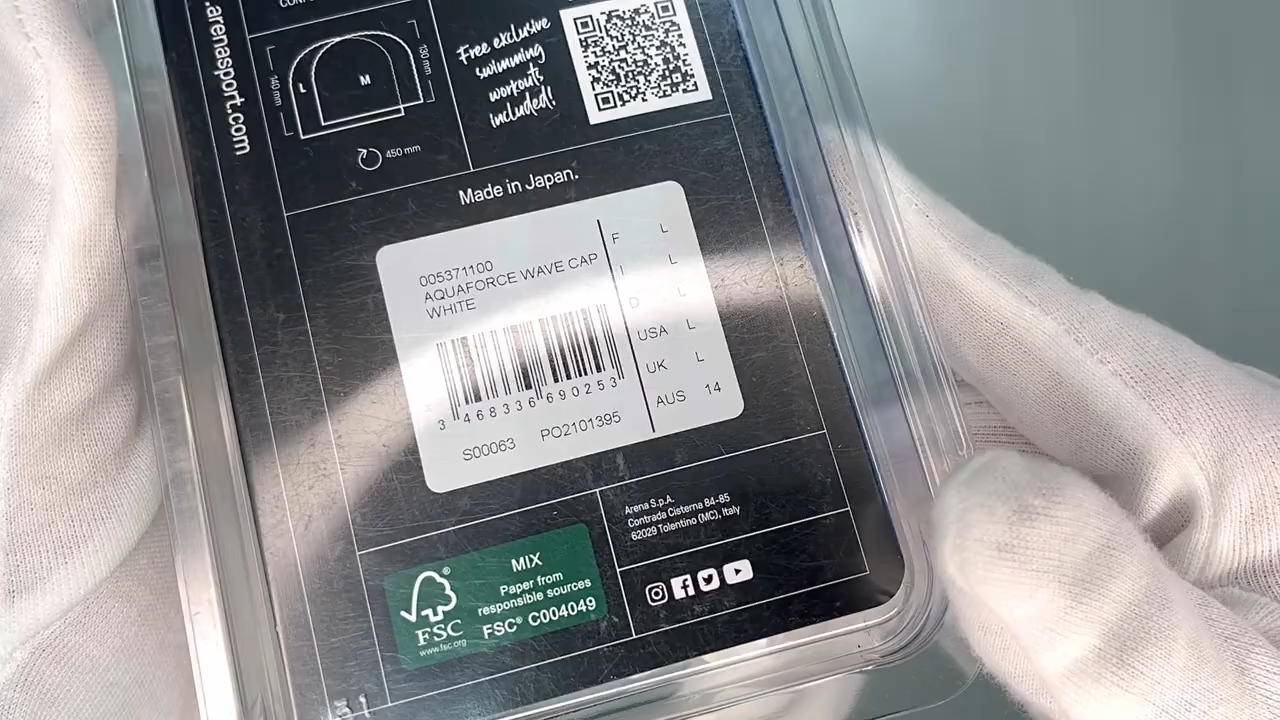 .arenasport.com
140 mm
L
M
130 mm
450 mm
Free exclusive
swimming
workouts
included!
Made in Japan.
005371100
AQUAFORCE WAVE CAP
WHITE
3 468336 690253
S00063 PO2101395
F L
I L
D L
USA L
UK L
AUS 14
MIX
Paper from
responsible sources
FSC® C004049
FSC
www.fsc.org
Arena S.p.A.
Contrada Cisterna 84-85
62029 Tolentino (MC), Italy
31